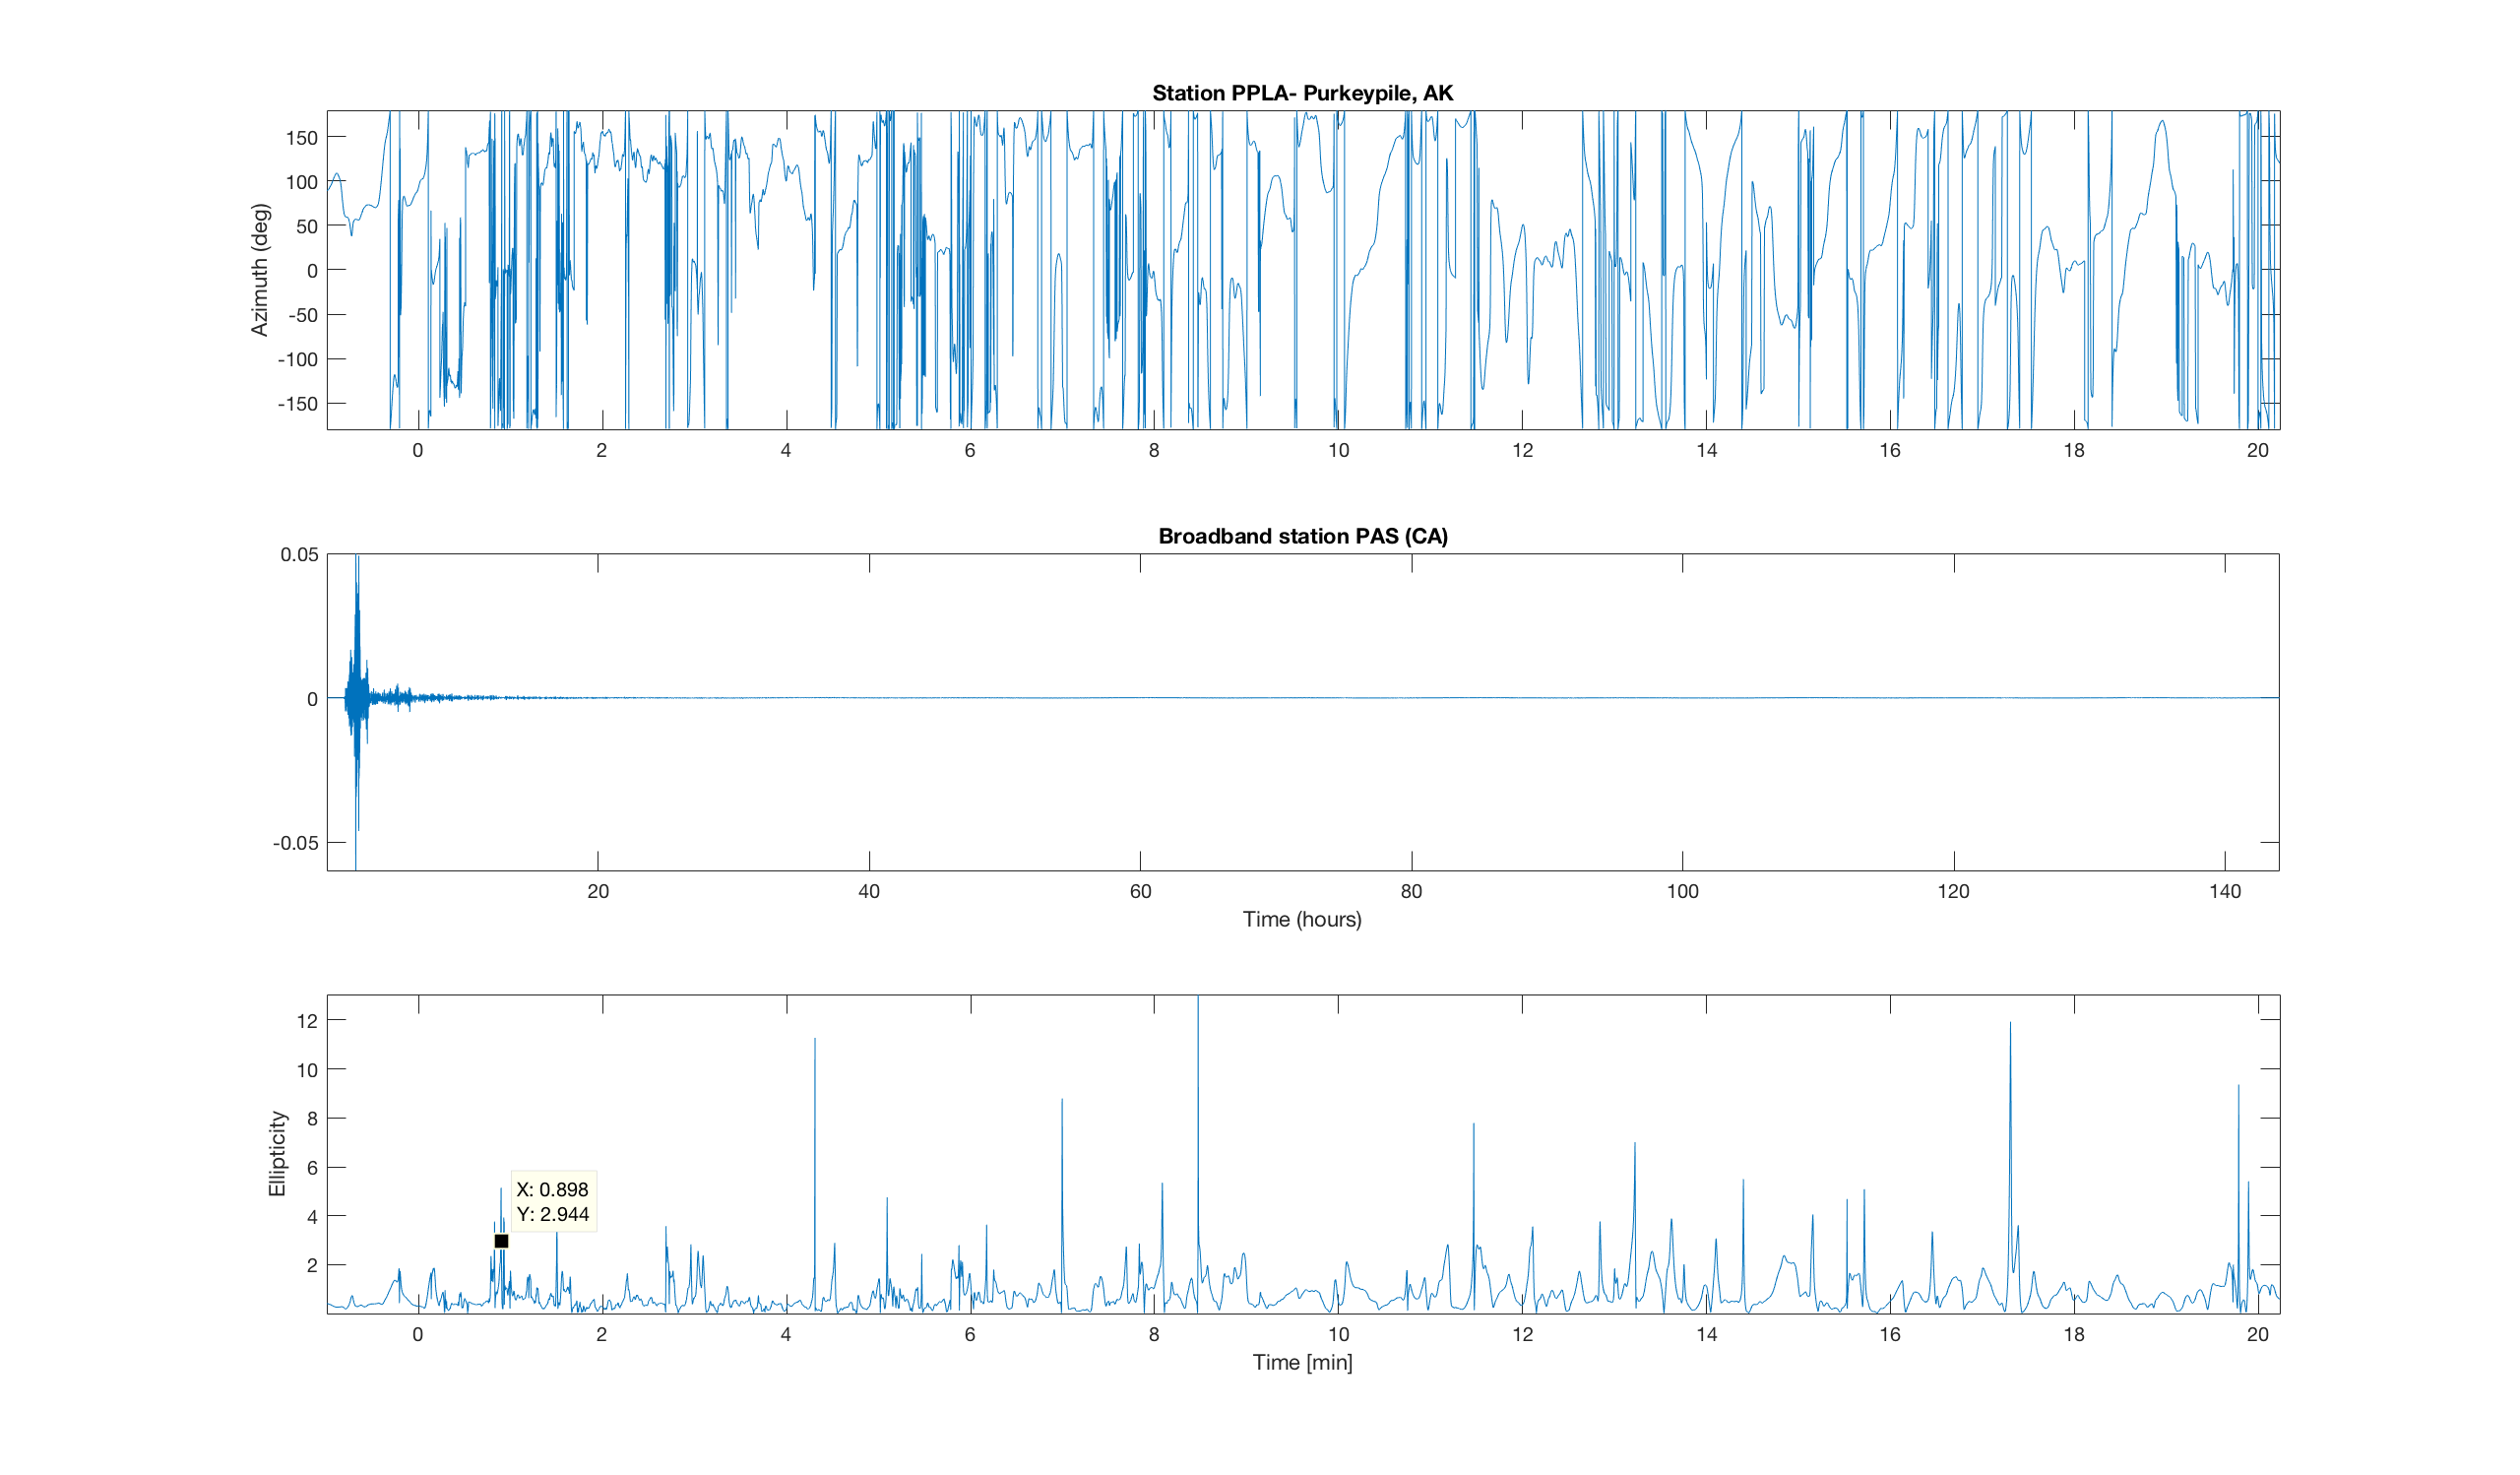 Station PPLA- Purkeypile, AK
Azimuth (deg)
150
100
50
0
-50
-100
-150
0 2 4 6 8 10 12 14 16 18 20
Broadband station PAS (CA)
0.05
0
-0.05
20 40 60 80 100 120 140
Time (hours)
Ellipticity
12
10
8
6
4
2
X: 0.898
Y: 2.944
0 2 4 6 8 10 12 14 16 18 20
Time [min]